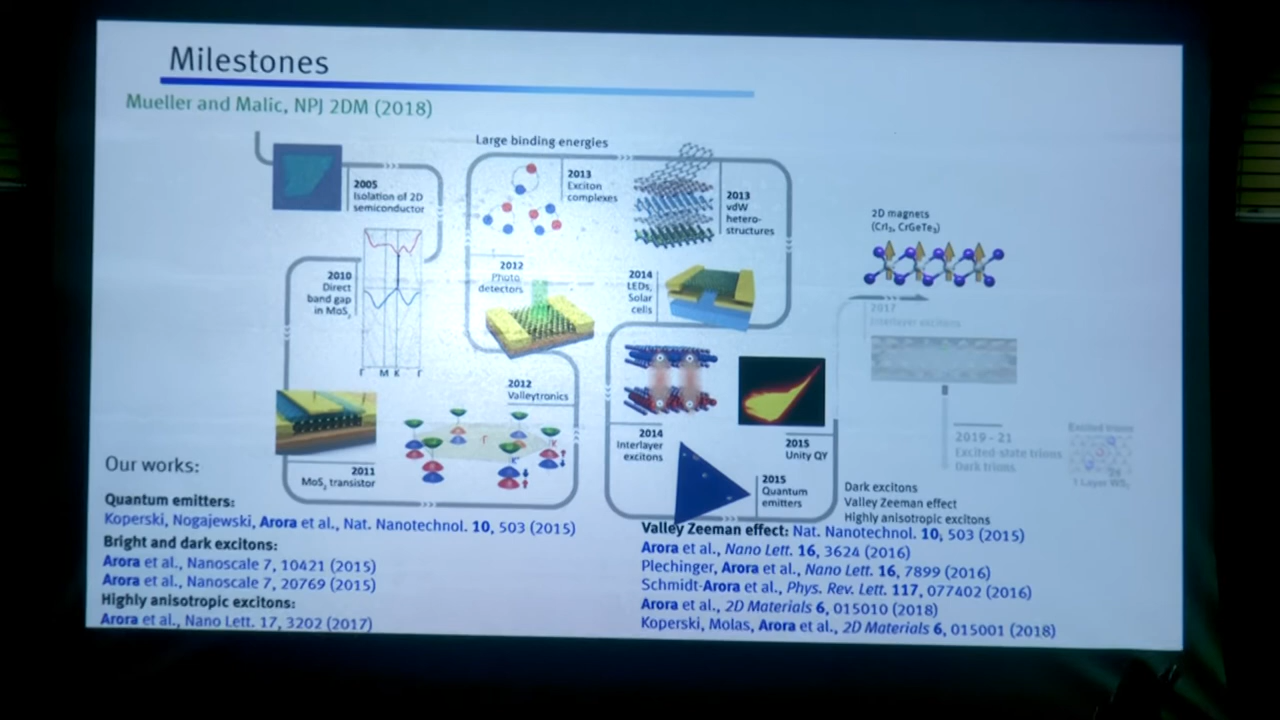 Milestones
Mueller and Malic, NPJ 2DM (2018)
2005
Isolation of 2D
semiconductor
2010
Direct
band gap
in MoS₂
Γ M K Γ
2011
MoS₂ transistor
2012
Valleytronics
Γ
K
K'
2012
Photo
detectors
Large binding energies
2013
Exciton
complexes
2013
vdW
hetero-
structures
2014
LEDs,
Solar
cells
2014
Interlayer
excitons
2015
Unity QY
2015
Quantum
emitters
Dark excitons
Valley Zeeman effect
Highly anisotropic excitons
2D magnets
(CrI₃, CrGeTe₃)
2017
Interlayer excitons
2019 - 21
Excited-state trions
Dark trions
Excited trions
2s
1 Layer WS₂
Our works:
Quantum emitters:
Koperski, Nogajewski, Arora et al., Nat. Nanotechnol. 10, 503 (2015)
Bright and dark excitons:
Arora et al., Nanoscale 7, 10421 (2015)
Arora et al., Nanoscale 7, 20769 (2015)
Highly anisotropic excitons:
Arora et al., Nano Lett. 17, 3202 (2017)
Valley Zeeman effect: Nat. Nanotechnol. 10, 503 (2015)
Arora et al., Nano Lett. 16, 3624 (2016)
Plechinger, Arora et al., Nano Lett. 16, 7899 (2016)
Schmidt-Arora et al., Phys. Rev. Lett. 117, 077402 (2016)
Arora et al., 2D Materials 6, 015010 (2018)
Koperski, Molas, Arora et al., 2D Materials 6, 015001 (2018)